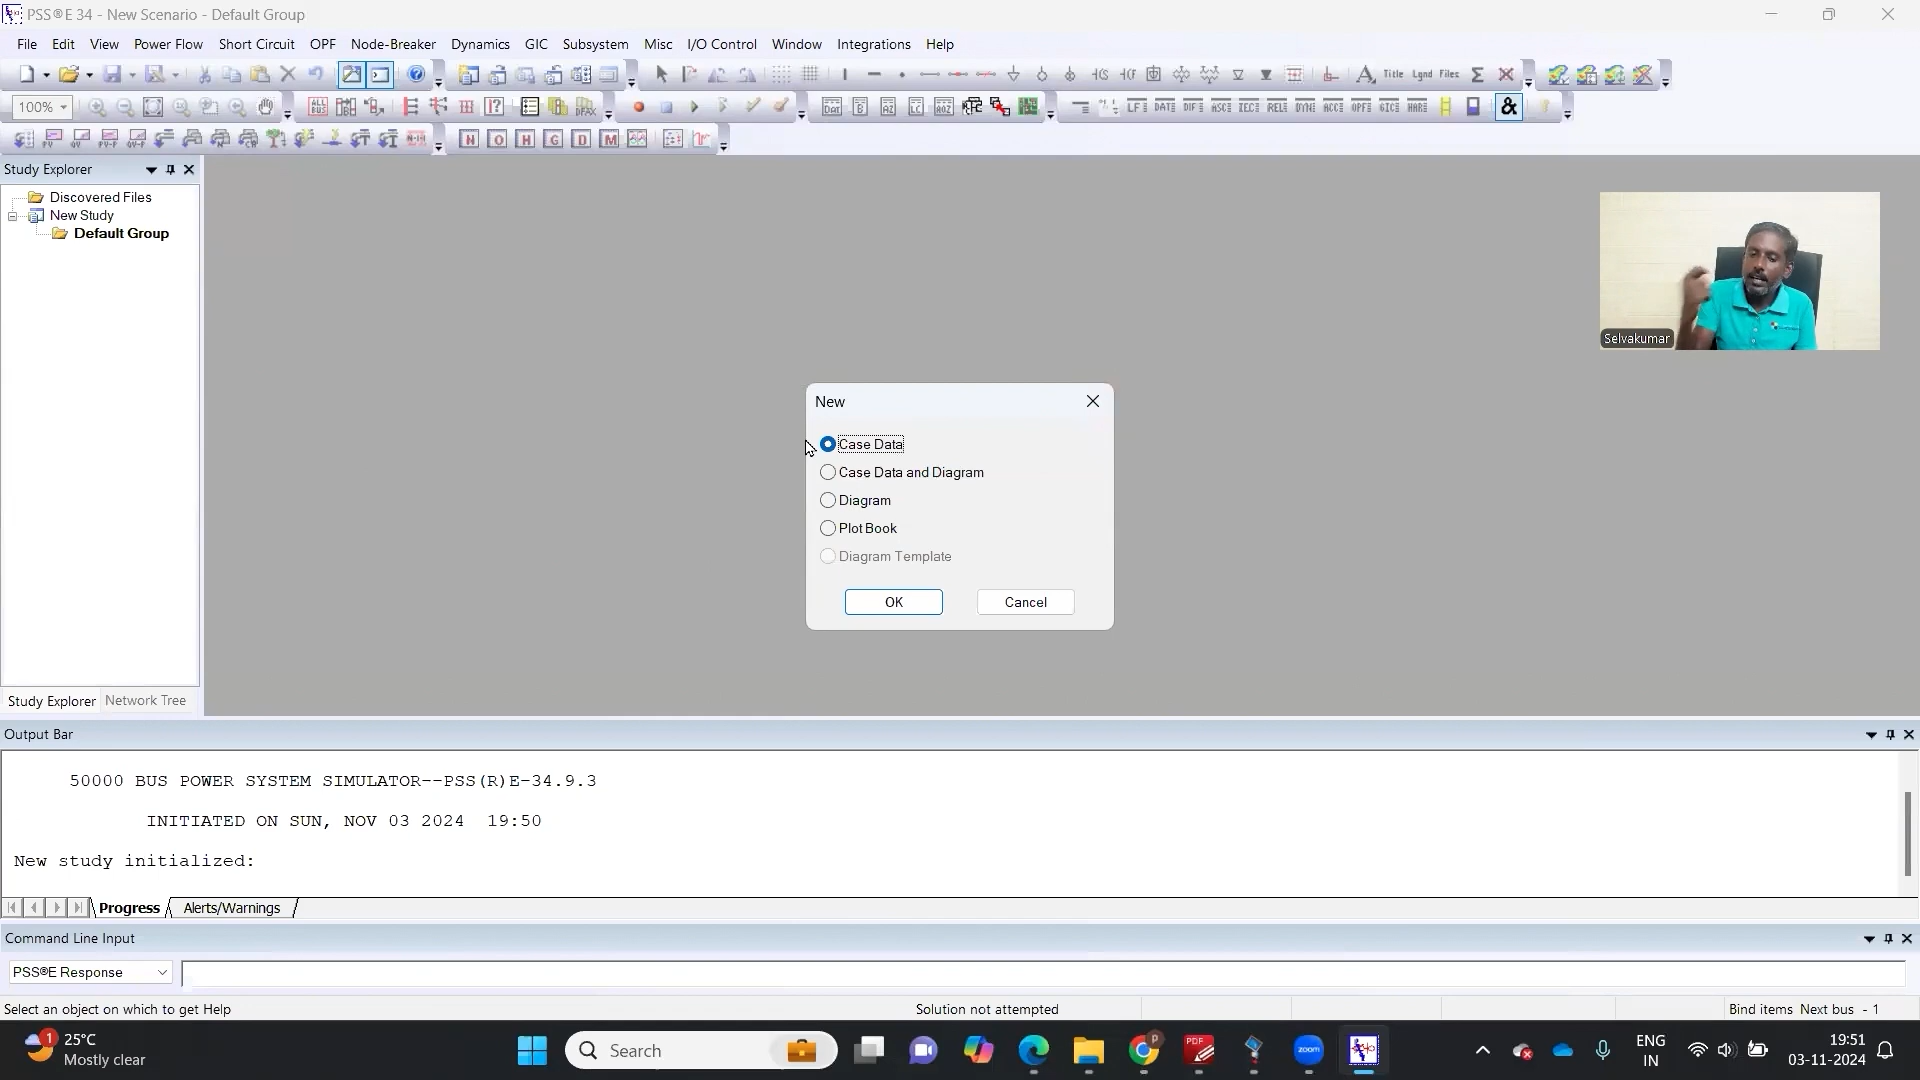 PSS®E 34 - New Scenario - Default Group
File Edit View Power Flow Short Circuit OPF Node-Breaker Dynamics GIC Subsystem Misc I/O Control Window Integrations Help
Title Lgnd Files
100%
Study Explorer
Discovered Files
New Study
Default Group
Selvakumar
New
Case Data
Case Data and Diagram
Diagram
Plot Book
Diagram Template
OK Cancel
Study Explorer Network Tree
Output Bar
50000 BUS POWER SYSTEM SIMULATOR--PSS(R)E-34.9.3
INITIATED ON SUN, NOV 03 2024 19:50
New study initialized:
Progress Alerts/Warnings
Command Line Input
PSS®E Response
Select an object on which to get Help Solution not attempted Bind items Next bus - 1
1 25°C
Mostly clear
Search
zoom
ENG
IN
19:51
03-11-2024